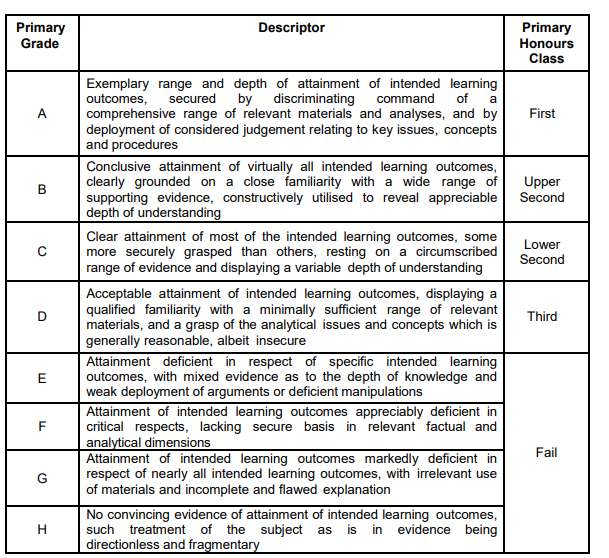 Primary Grade
Descriptor
Primary Honours Class
A
Exemplary range and depth of attainment of intended learning
outcomes, secured by discriminating command of a
comprehensive range of relevant materials and analyses, and by
deployment of considered judgement relating to key issues, concepts
and procedures
First
B
Conclusive attainment of virtually all intended learning outcomes,
clearly grounded on a close familiarity with a wide range of
supporting evidence, constructively utilised to reveal appreciable
depth of understanding
Upper
Second
C
Clear attainment of most of the intended learning outcomes, some
more securely grasped than others, resting on a circumscribed
range of evidence and displaying a variable depth of understanding
Lower
Second
D
Acceptable attainment of intended learning outcomes, displaying a
qualified familiarity with a minimally sufficient range of relevant
materials, and a grasp of the analytical issues and concepts which is
generally reasonable, albeit insecure
Third
E
Attainment deficient in respect of specific intended learning
outcomes, with mixed evidence as to the depth of knowledge and
weak deployment of arguments or deficient manipulations
F
Attainment of intended learning outcomes appreciably deficient in
critical respects, lacking secure basis in relevant factual and
analytical dimensions
G
Attainment of intended learning outcomes markedly deficient in
respect of nearly all intended learning outcomes, with irrelevant use
of materials and incomplete and flawed explanation
H
No convincing evidence of attainment of intended learning outcomes,
such treatment of the subject as is in evidence being
directionless and fragmentary
Fail